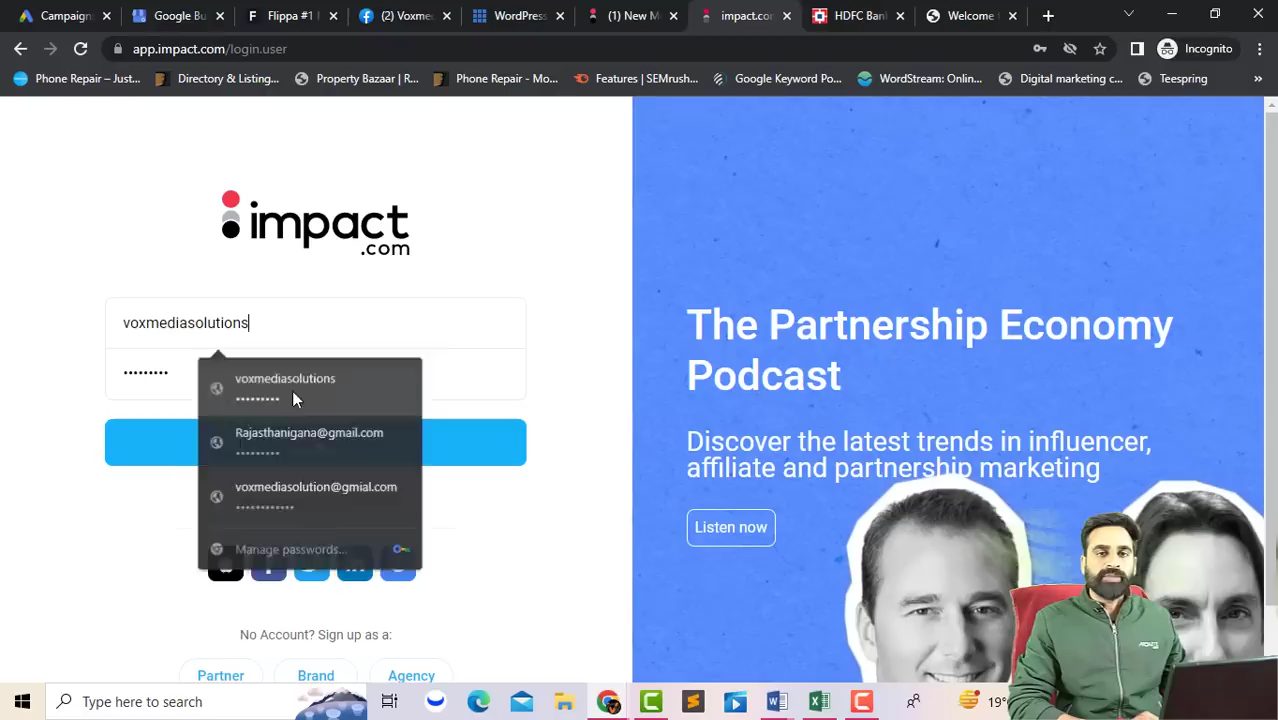 Campaigns
Google Bu
Flippa #1
(2) Voxmed
WordPress
(1) New M
impact.com
HDFC Ban
Welcome
app.impact.com/login.user
Incognito
Phone Repair – Just...
Directory & Listing...
Property Bazaar | R...
Phone Repair - Mo...
Features | SEMrush...
Google Keyword Po...
WordStream: Onlin...
Digital marketing c...
Teespring
impact
.com
voxmediasolutions
voxmediasolutions
Rajasthanigana@gmail.com
voxmediasolution@gmial.com
Manage passwords...
No Account? Sign up as a:
Partner
Brand
Agency
The Partnership Economy
Podcast
Discover the latest trends in influencer,
affiliate and partnership marketing
Listen now
Type here to search
19°